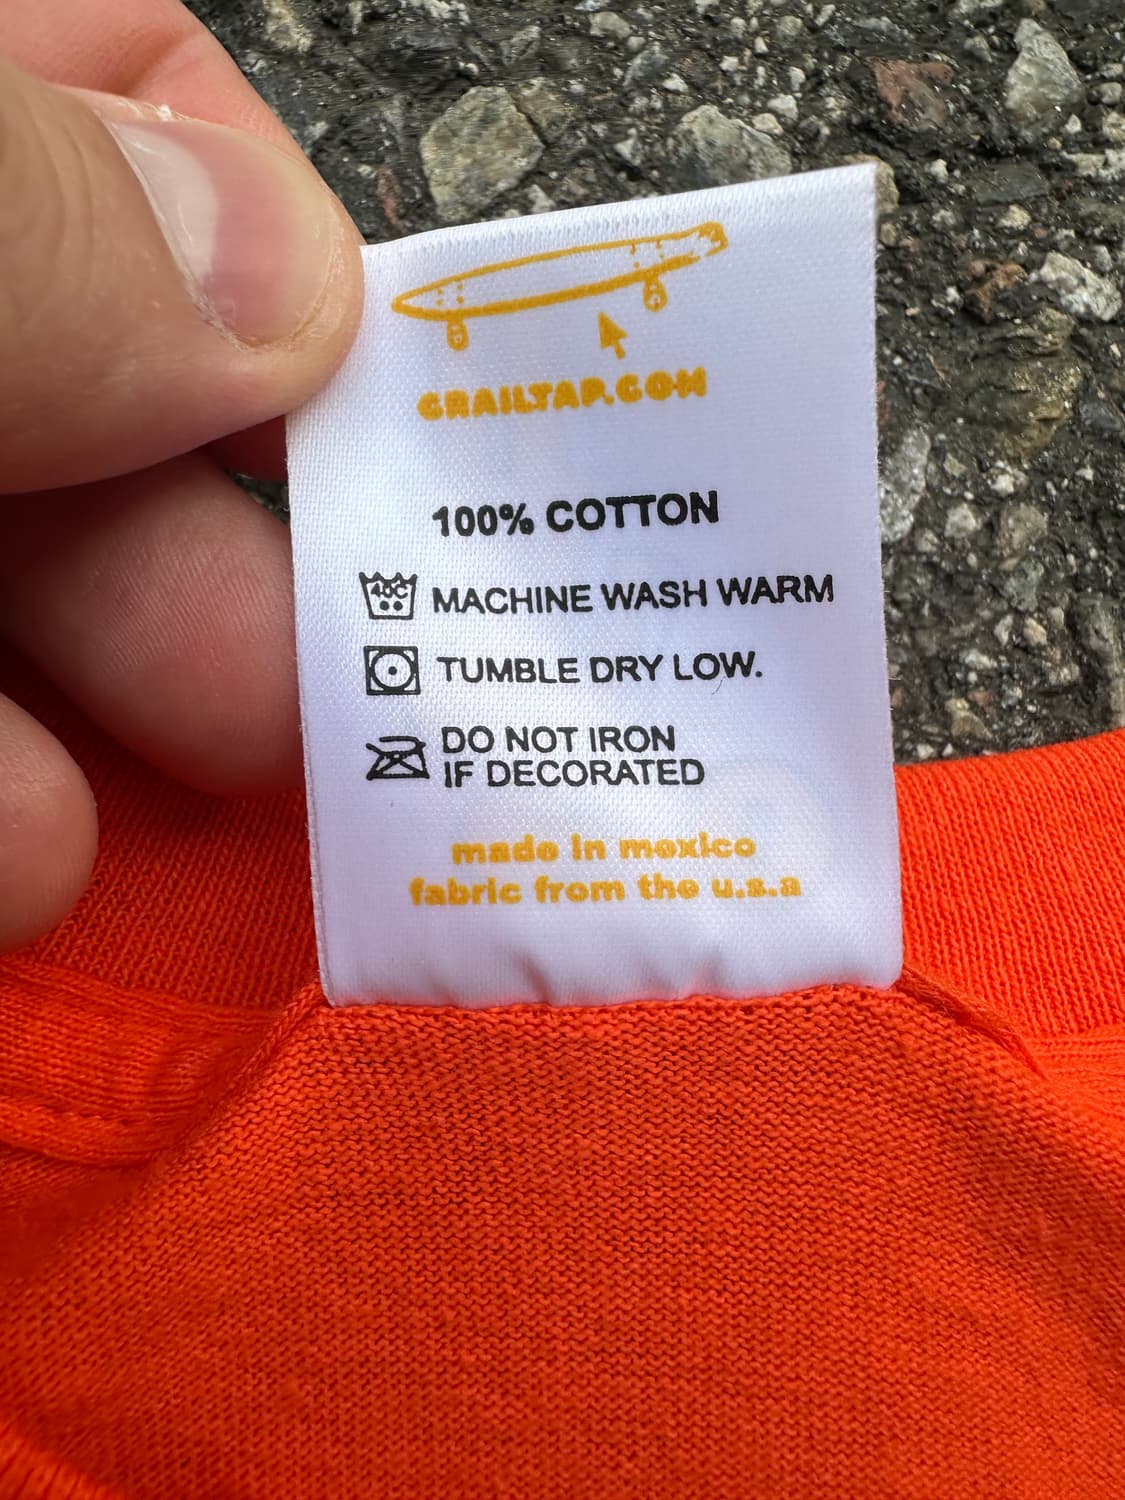 GRAILTAP.COM
100% COTTON
40C MACHINE WASH WARM
TUMBLE DRY LOW.
DO NOT IRON
IF DECORATED
made in mexico
fabric from the u.s.a